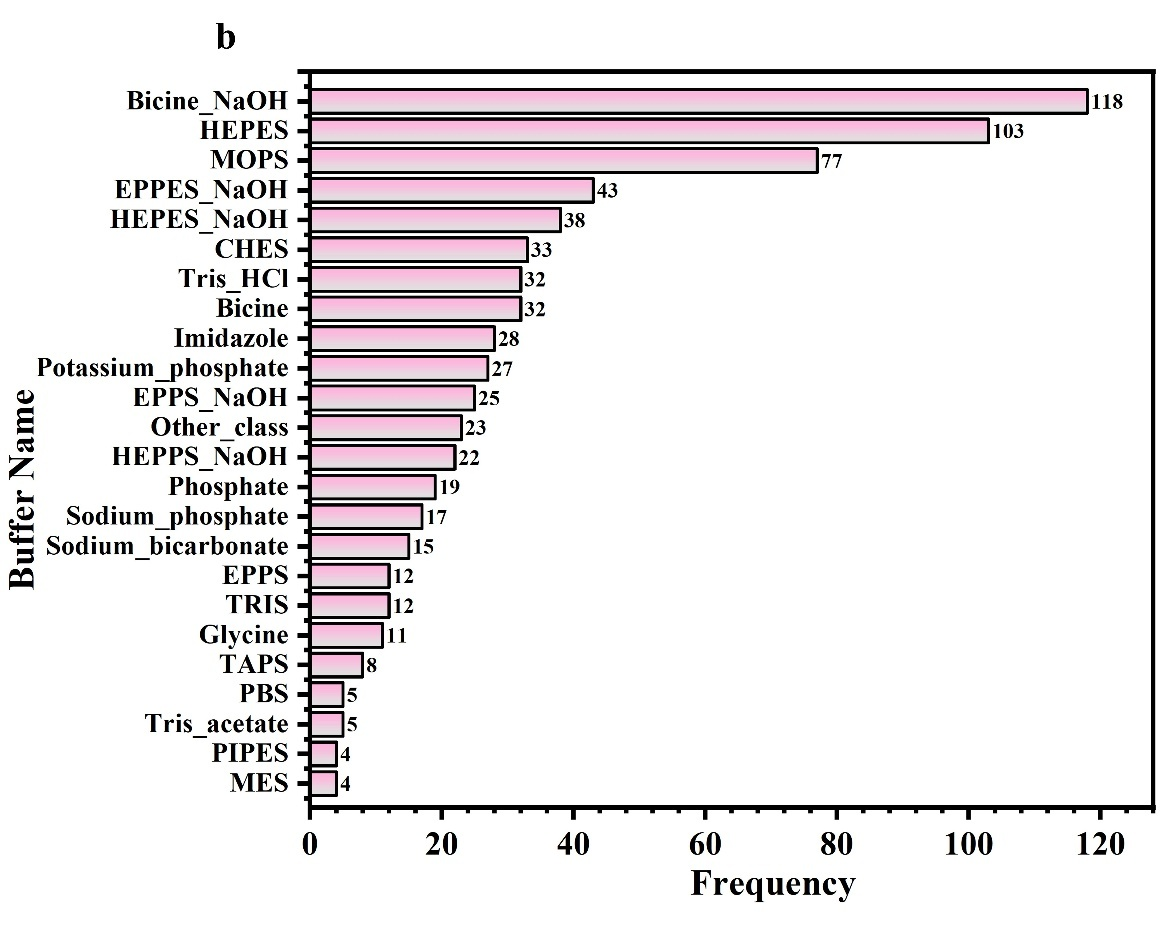 b
Bicine_NaOH 118
HEPES 103
MOPS 77
EPPES_NaOH 43
HEPES_NaOH 38
CHES 33
Tris_HCl 32
Bicine 32
Imidazole 28
Potassium_phosphate 27
EPPS_NaOH 25
Other_class 23
HEPPS_NaOH 22
Phosphate 19
Sodium_phosphate 17
Sodium_bicarbonate 15
EPPS 12
TRIS 12
Glycine 11
TAPS 8
PBS 5
Tris_acetate 5
PIPES 4
MES 4
Buffer Name
0 20 40 60 80 100 120
Frequency